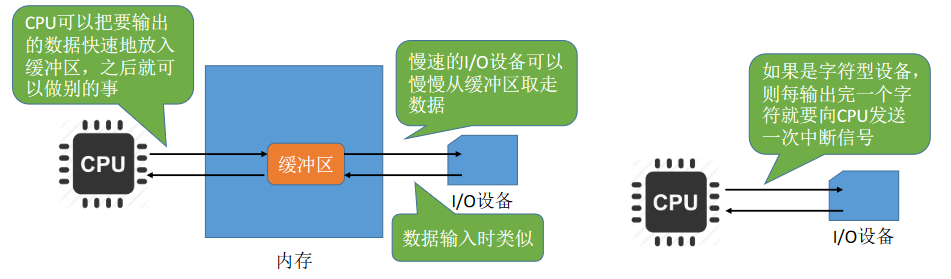 CPU可以把要输出
的数据快速地放入
缓冲区，之后就可
以做别的事
慢速的I/O设备可以
慢慢从缓冲区取走
数据
CPU
缓冲区
I/O设备
数据输入时类似
内存
如果是字符型设备，
则每输出完一个字
符就要向CPU发送
一次中断信号
CPU
I/O设备